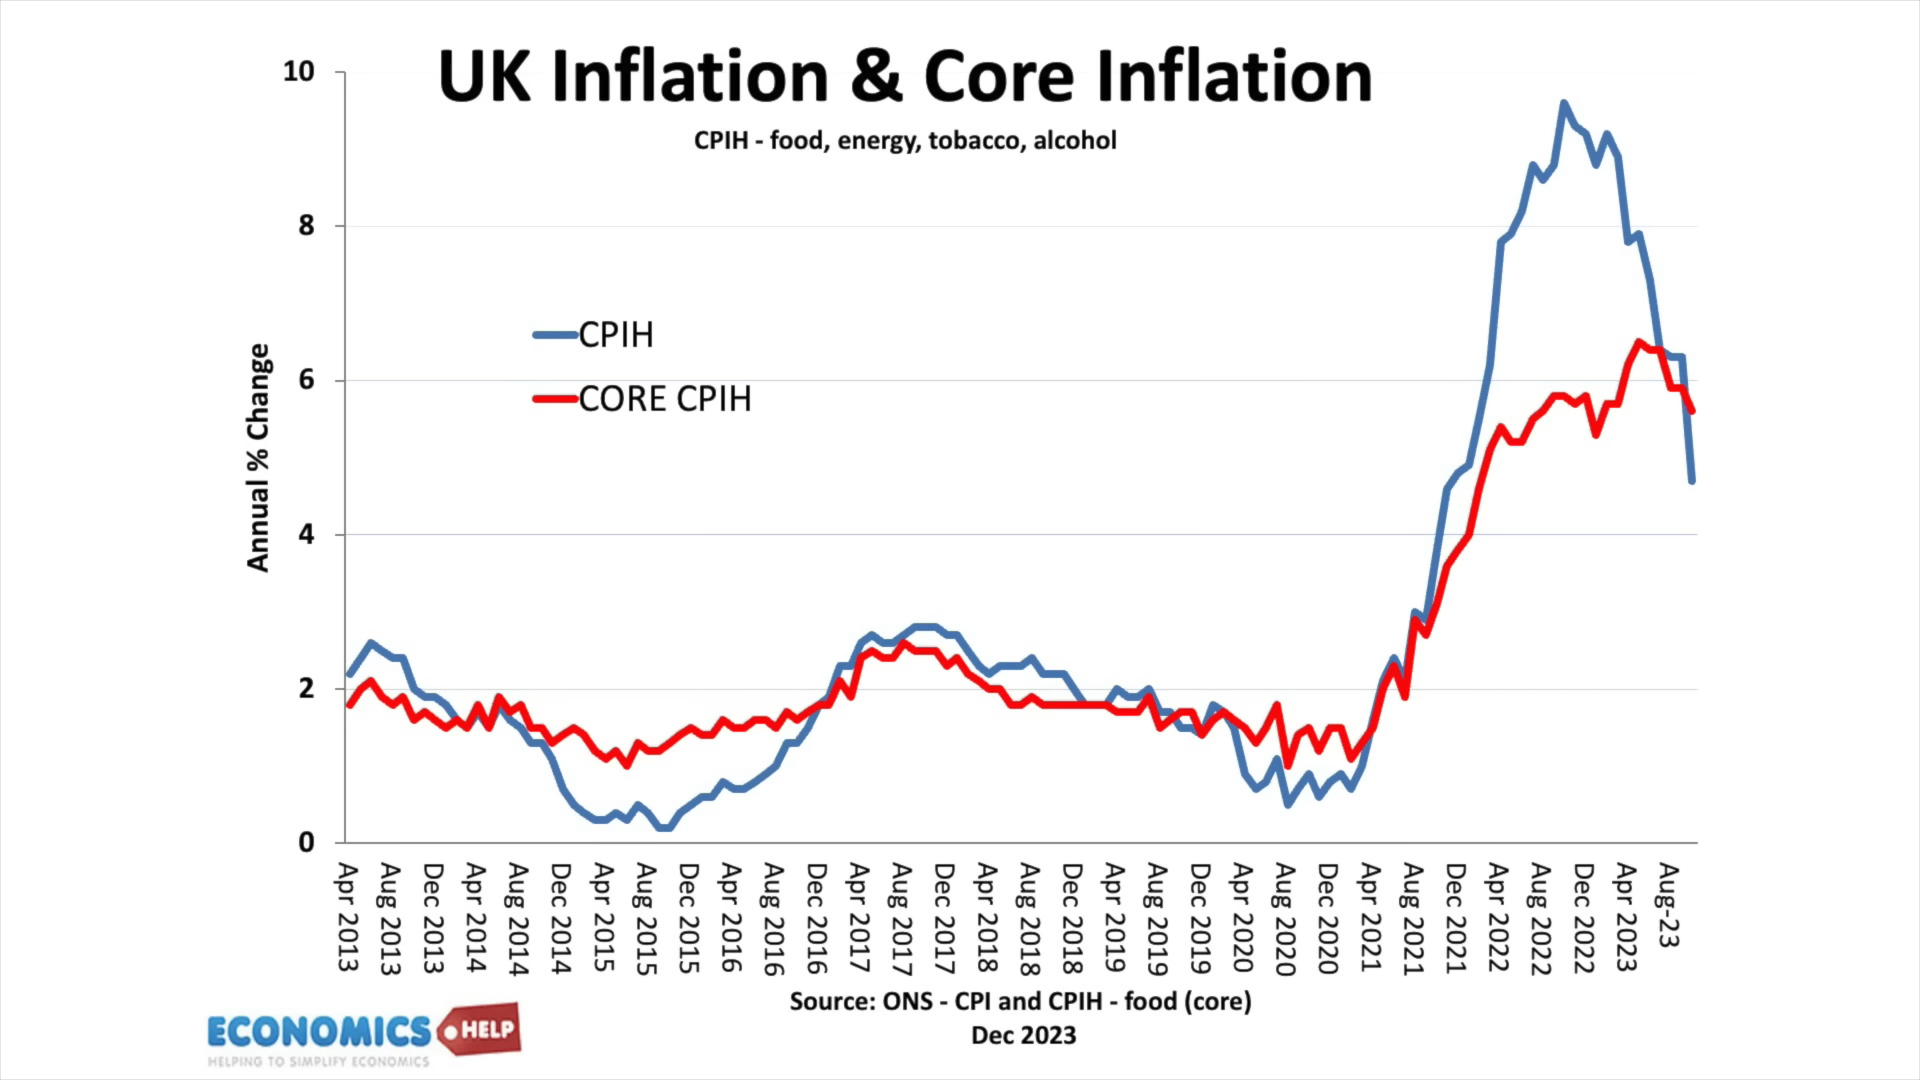 UK Inflation & Core Inflation
CPIH - food, energy, tobacco, alcohol
10
8
6
4
2
0
Annual % Change
CPIH
CORE CPIH
Apr 2013
Aug 2013
Dec 2013
Apr 2014
Aug 2014
Dec 2014
Apr 2015
Aug 2015
Dec 2015
Apr 2016
Aug 2016
Dec 2016
Apr 2017
Aug 2017
Dec 2017
Apr 2018
Aug 2018
Dec 2018
Apr 2019
Aug 2019
Dec 2019
Apr 2020
Aug 2020
Dec 2020
Apr 2021
Aug 2021
Dec 2021
Apr 2022
Aug 2022
Dec 2022
Apr 2023
Aug-23
Source: ONS - CPI and CPIH - food (core)
Dec 2023
ECONOMICS HELP
HELPING TO SIMPLIFY ECONOMICS